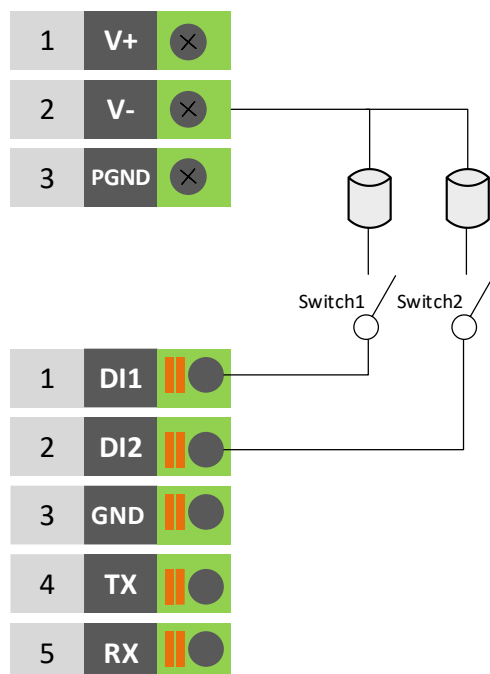 1 V+
2 V-
3 PGND
Switch1 Switch2
1 DI1
2 DI2
3 GND
4 TX
5 RX